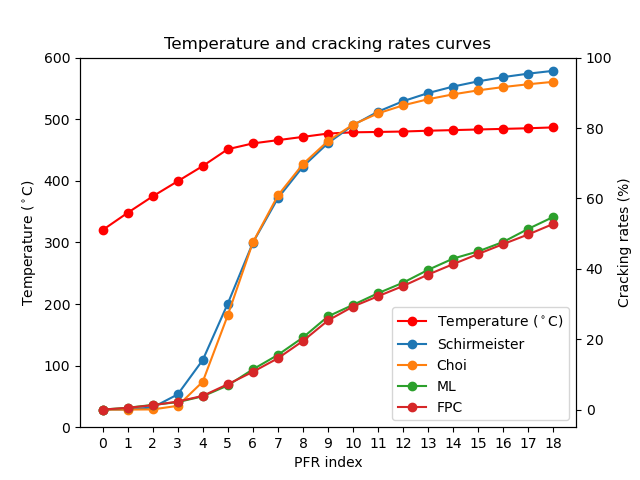 Temperature and cracking rates curves
600
500
400
300
200
100
0
Temperature (°C)
100
80
60
40
20
0
Cracking rates (%)
Temperature (°C)
Schirmeister
Choi
ML
FPC
0 1 2 3 4 5 6 7 8 9 10 11 12 13 14 15 16 17 18
PFR index